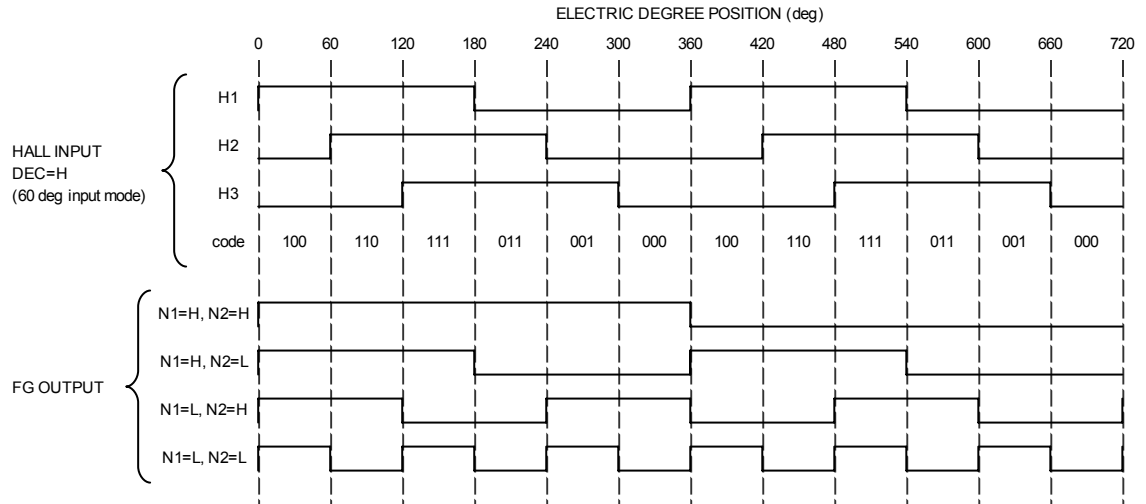 ELECTRIC DEGREE POSITION (deg)
0 60 120 180 240 300 360 420 480 540 600 660 720
H1
H2
HALL INPUT
DEC=H
(60 deg input mode)
H3
code 100 110 111 011 001 000 100 110 111 011 001 000
N1=H, N2=H
N1=H, N2=L
FG OUTPUT
N1=L, N2=H
N1=L, N2=L